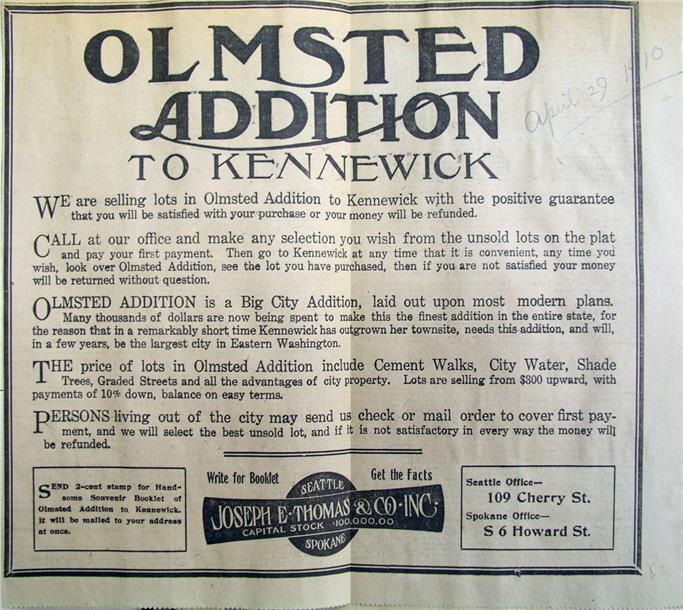 OLMSTED
ADDITION
TO KENNEWICK
April 29 1910
WE are selling lots in Olmsted Addition to Kennewick with the positive guarantee
that you will be satisfied with your purchase or your money will be refunded.
CALL at our office and make any selection you wish from the unsold lots on the plat
and pay your first payment. Then go to Kennewick at any time that it is convenient, any time you
wish, look over Olmsted Addition, see the lot you have purchased, then if you are not satisfied your money
will be returned without question.
OLMSTED ADDITION is a Big City Addition, laid out upon most modern plans.
Many thousands of dollars are now being spent to make this the finest addition in the entire state, for
the reason that in a remarkably short time Kennewick has outgrown her townsite, needs this addition, and will,
in a few years, be the largest city in Eastern Washington.
THE price of lots in Olmsted Addition include Cement Walks, City Water, Shade
Trees, Graded Streets and all the advantages of city property. Lots are selling from $300 upward, with
payments of 10% down, balance on easy terms.
PERSONS living out of the city may send us check or mail order to cover first pay-
ment, and we will select the best unsold lot, and if it is not satisfactory in every way the money will
be refunded.
SEND 2-cent stamp for Hand-
some Souvenir Booklet of
Olmsted Addition to Kennewick.
It will be mailed to your address
at once.
Write for Booklet
Get the Facts
SEATTLE
JOSEPH E. THOMAS & CO. INC.
CAPITAL STOCK $100,000.00
SPOKANE
Seattle Office—
109 Cherry St.
Spokane Office—
S 6 Howard St.